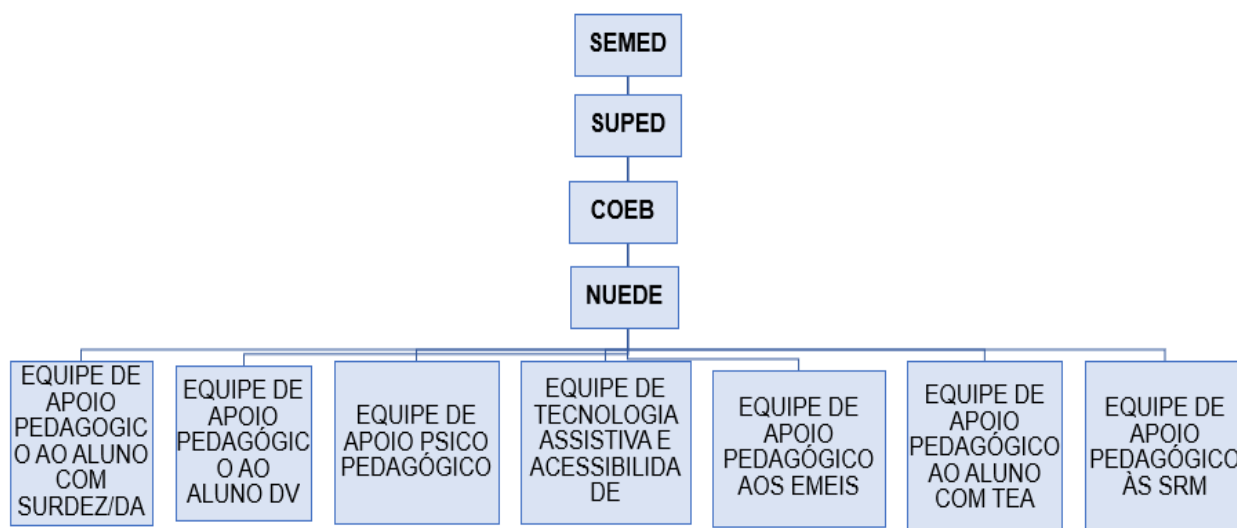 SEMED
SUPED
COEB
NUEDE
EQUIPE DE
APOIO
PEDAGOGIC
O AO ALUNO
COM
SURDEZ/DA
EQUIPE DE
APOIO
PEDAGÓGIC
O AO
ALUNO DV
EQUIPE DE
APOIO PSICO
PEDAGÓGICO
EQUIPE DE
TECNOLOGIA
ASSISTIVA E
ACESSIBILIDA
DE
EQUIPE DE
APOIO
PEDAGÓGICO
AOS EMEIS
EQUIPE DE
APOIO
PEDAGÓGICO
AO ALUNO
COM TEA
EQUIPE DE
APOIO
PEDAGÓGICO
ÀS SRM